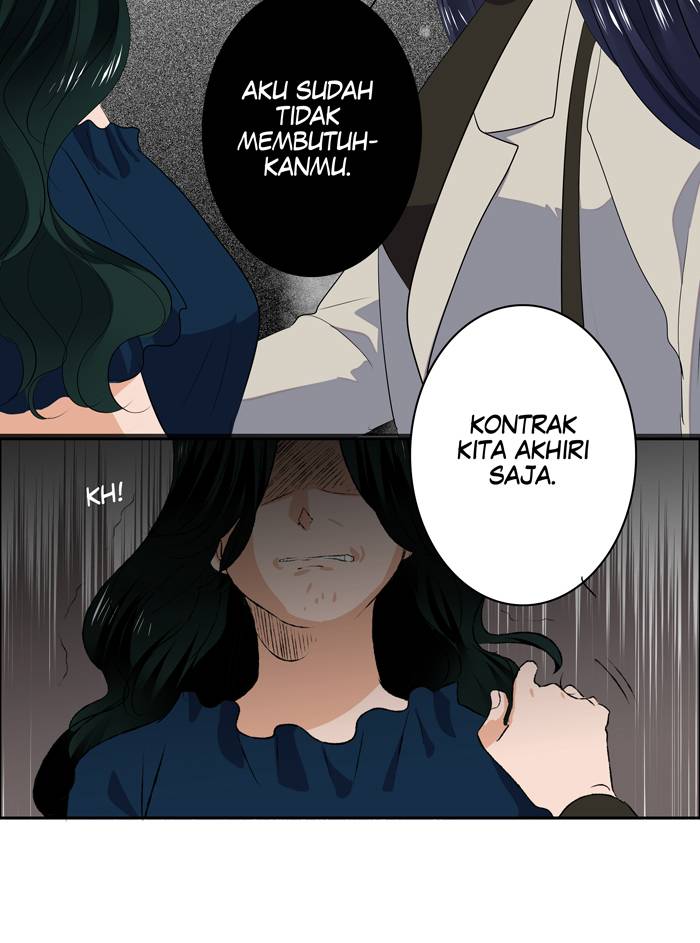 AKU SUDAH
TIDAK
MEMBUTUH-
KANMU.
KONTRAK
KITA AKHIRI
SAJA.
KH!